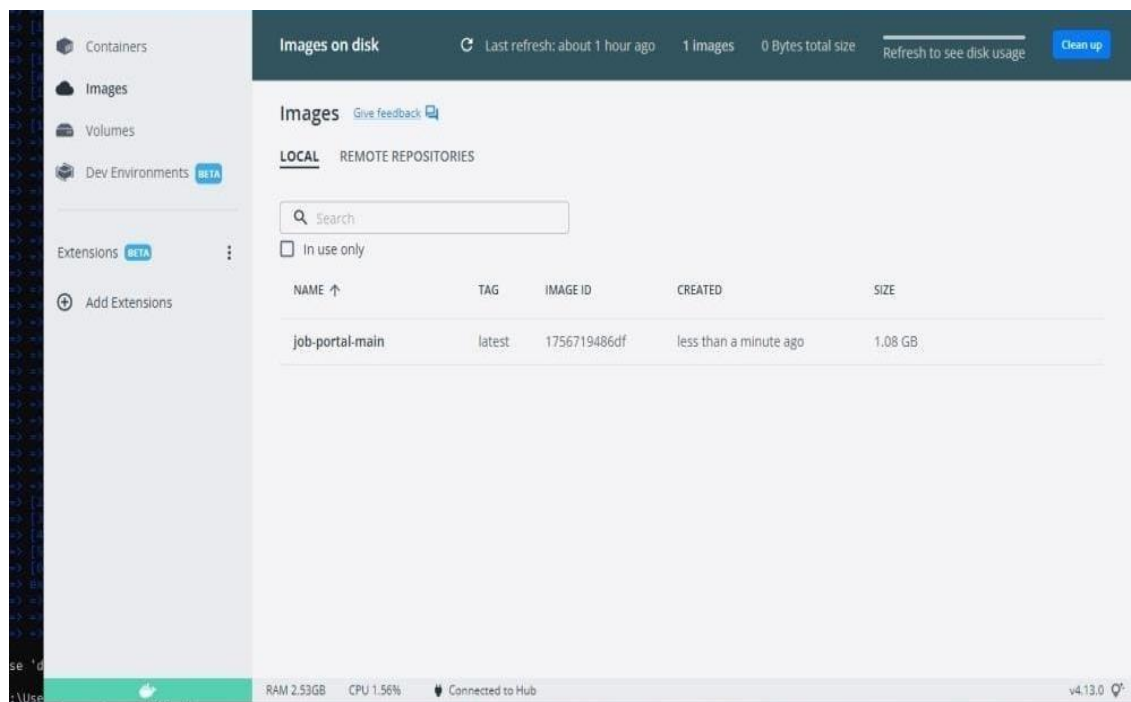 Containers
Images
Volumes
Dev Environments BETA
Extensions BETA
Add Extensions
Images on disk Last refresh: about 1 hour ago 1 images 0 Bytes total size Refresh to see disk usage Clean up
Images Give feedback
LOCAL REMOTE REPOSITORIES
Search
In use only
NAME TAG IMAGE ID CREATED SIZE
job-portal-main latest 1756719486df less than a minute ago 1.08 GB
se 'd
:\Use
RAM 2.53GB CPU 1.56% Connected to Hub v4.13.0